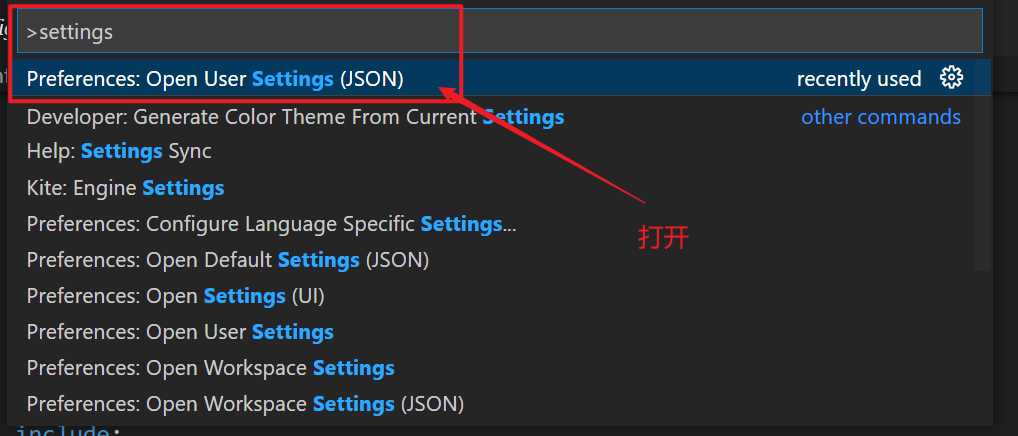 >settings
Preferences: Open User Settings (JSON) recently used
Developer: Generate Color Theme From Current Settings other commands
Help: Settings Sync
Kite: Engine Settings
Preferences: Configure Language Specific Settings...
打开
Preferences: Open Default Settings (JSON)
Preferences: Open Settings (UI)
Preferences: Open User Settings
Preferences: Open Workspace Settings
Preferences: Open Workspace Settings (JSON)
include: